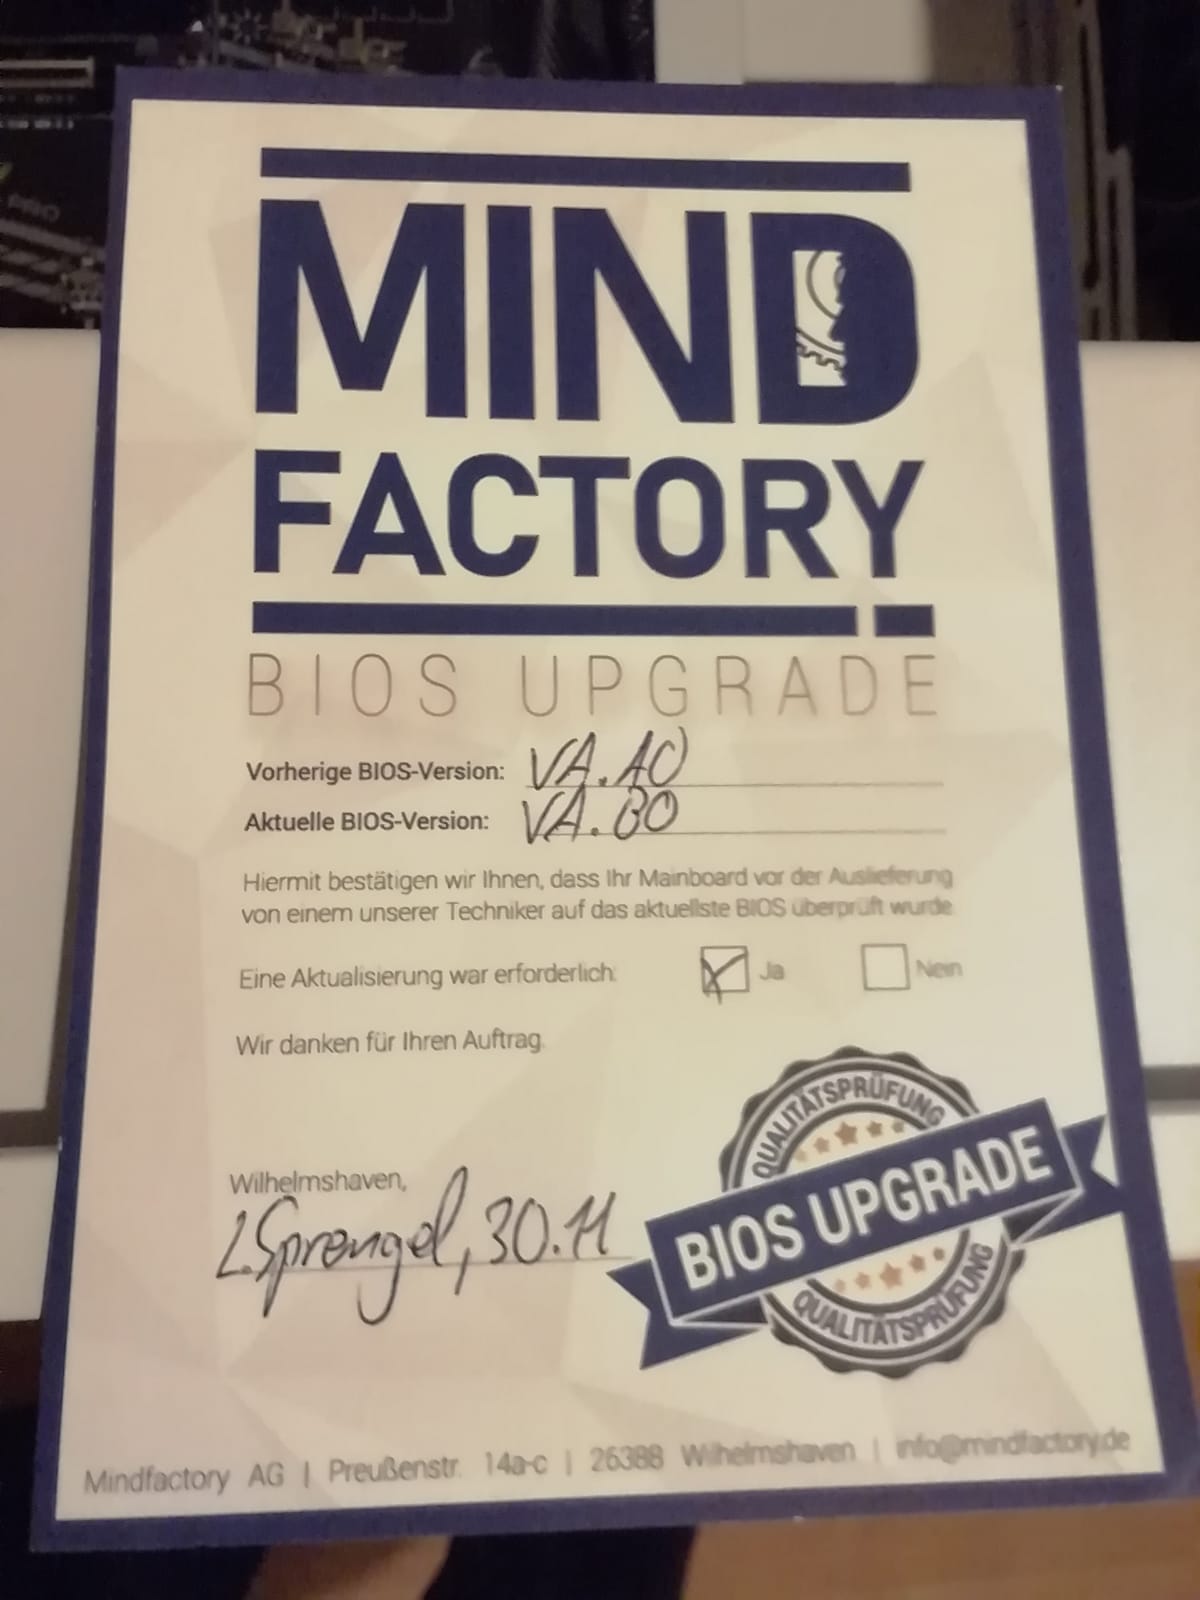 MIND
FACTORY
BIOS UPGRADE
Vorherige BIOS-Version: VA.10
Aktuelle BIOS-Version: VA.80
Hiermit bestätigen wir Ihnen, dass Ihr Mainboard vor der Auslieferung
von einem unserer Techniker auf das aktuellste BIOS überprüft wurde.
Eine Aktualisierung war erforderlich: Ja Nein
Wir danken für Ihren Auftrag.
Wilhelmshaven,
L.Sprengel, 30.11
QUALITÄTSPRÜFUNG
BIOS UPGRADE
QUALITÄTSPRÜFUNG
Mindfactory AG | Preußenstr. 14a-c | 26388 Wilhelmshaven | info@mindfactory.de